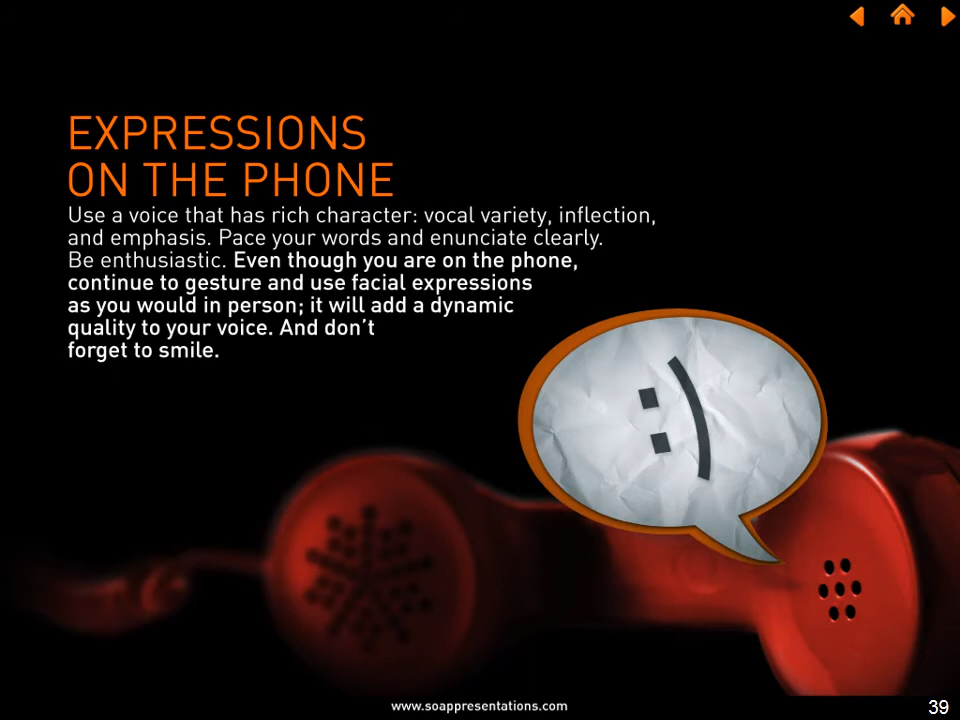 EXPRESSIONS
ON THE PHONE
Use a voice that has rich character: vocal variety, inflection,
and emphasis. Pace your words and enunciate clearly.
Be enthusiastic. Even though you are on the phone,
continue to gesture and use facial expressions
as you would in person; it will add a dynamic
quality to your voice. And don’t
forget to smile.
:)
www.soappresentations.com
39